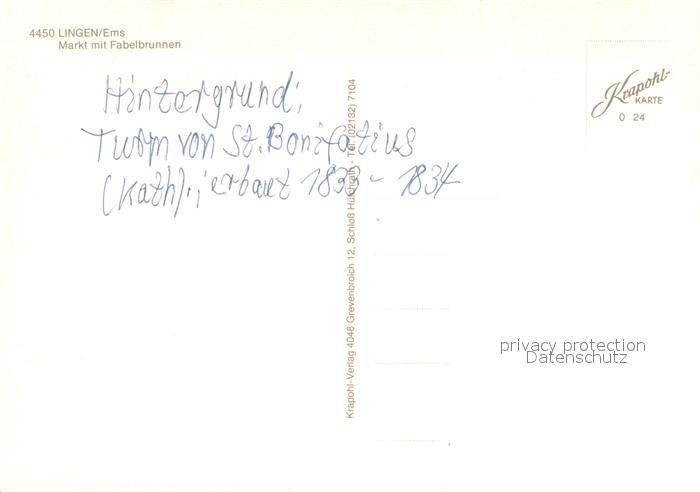 4450 LINGEN/Ems
Markt mit Fabelbrunnen
Hintergrund:
Turm von St. Bonifatius
(kath).; erbaut 1833 - 1834
Krapohl-Verlag 4048 Grevenbroich 12, Schloß Hülchrath - Tel. (02182) 7104
Krapohl-
KARTE
0 24
privacy protection
Datenschutz